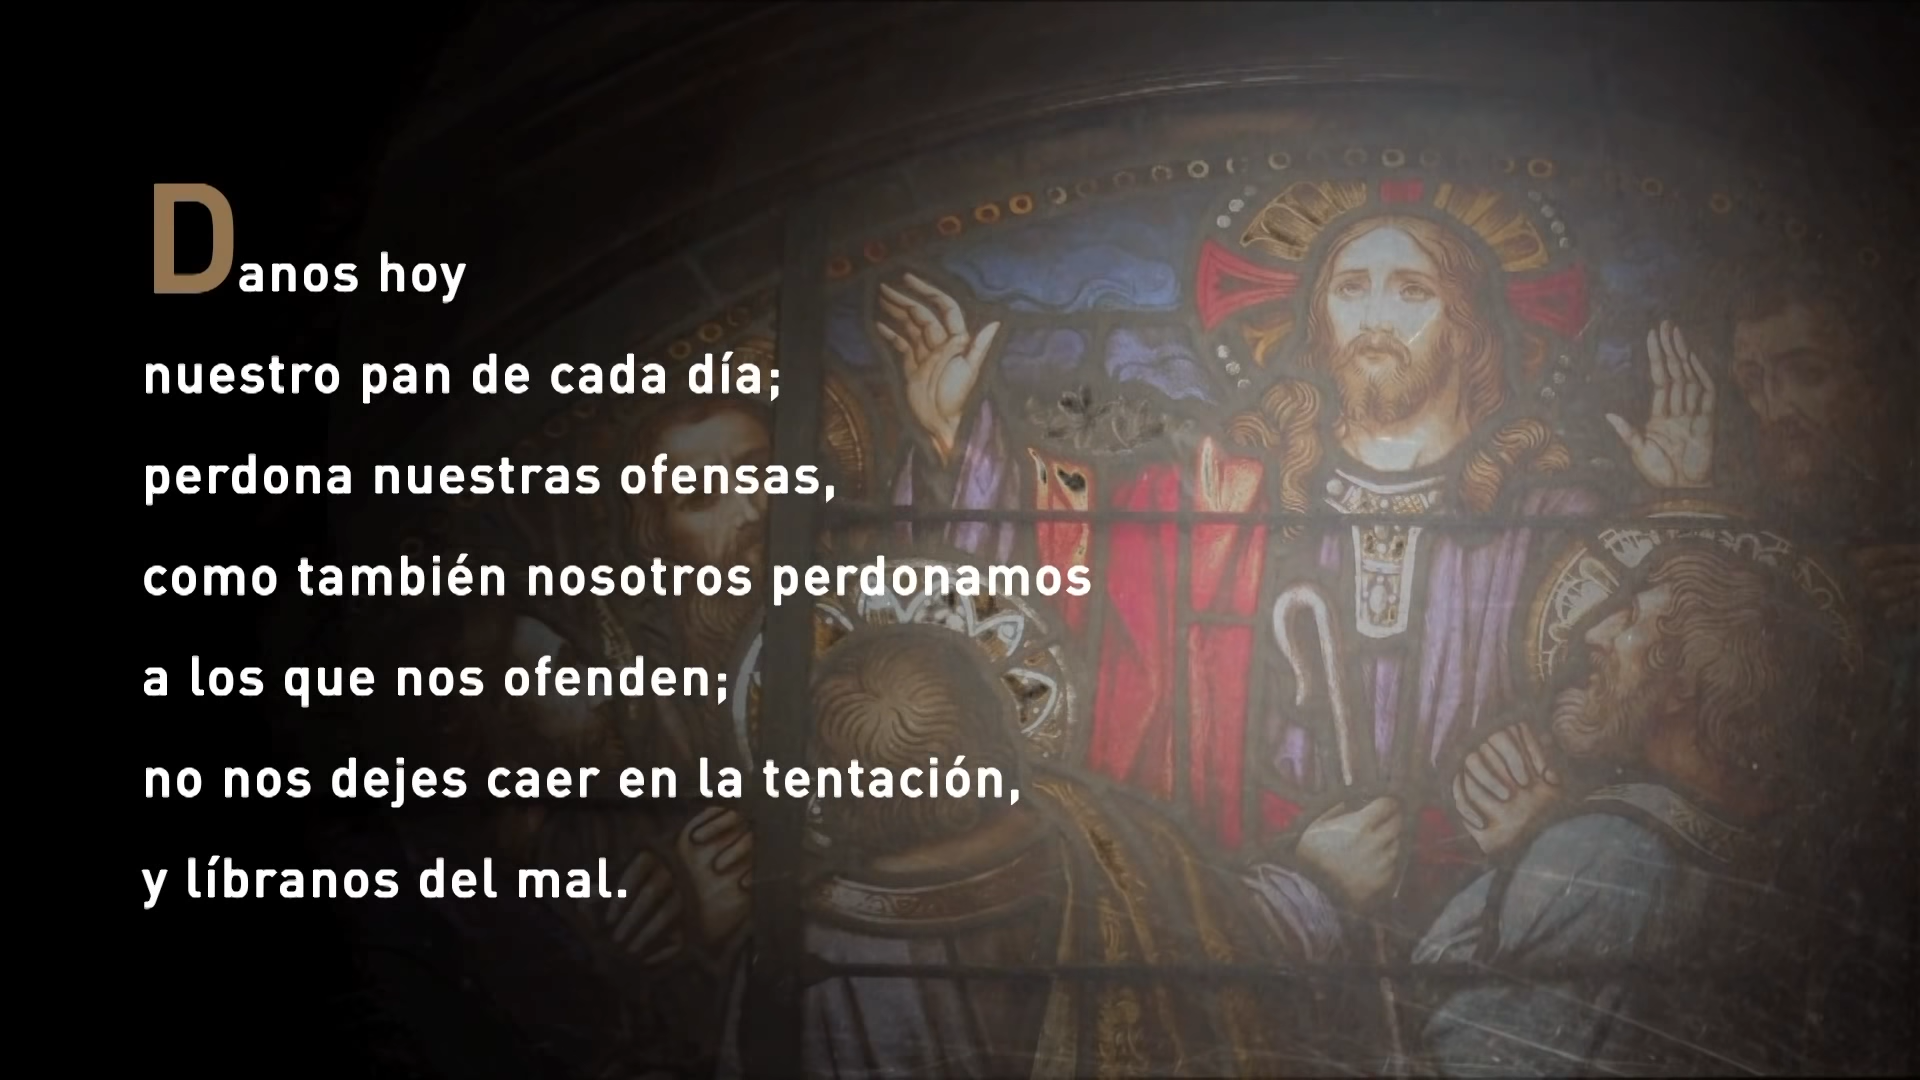 Danos hoy
nuestro pan de cada día;
perdona nuestras ofensas,
como también nosotros perdonamos
a los que nos ofenden;
no nos dejes caer en la tentación,
y líbranos del mal.